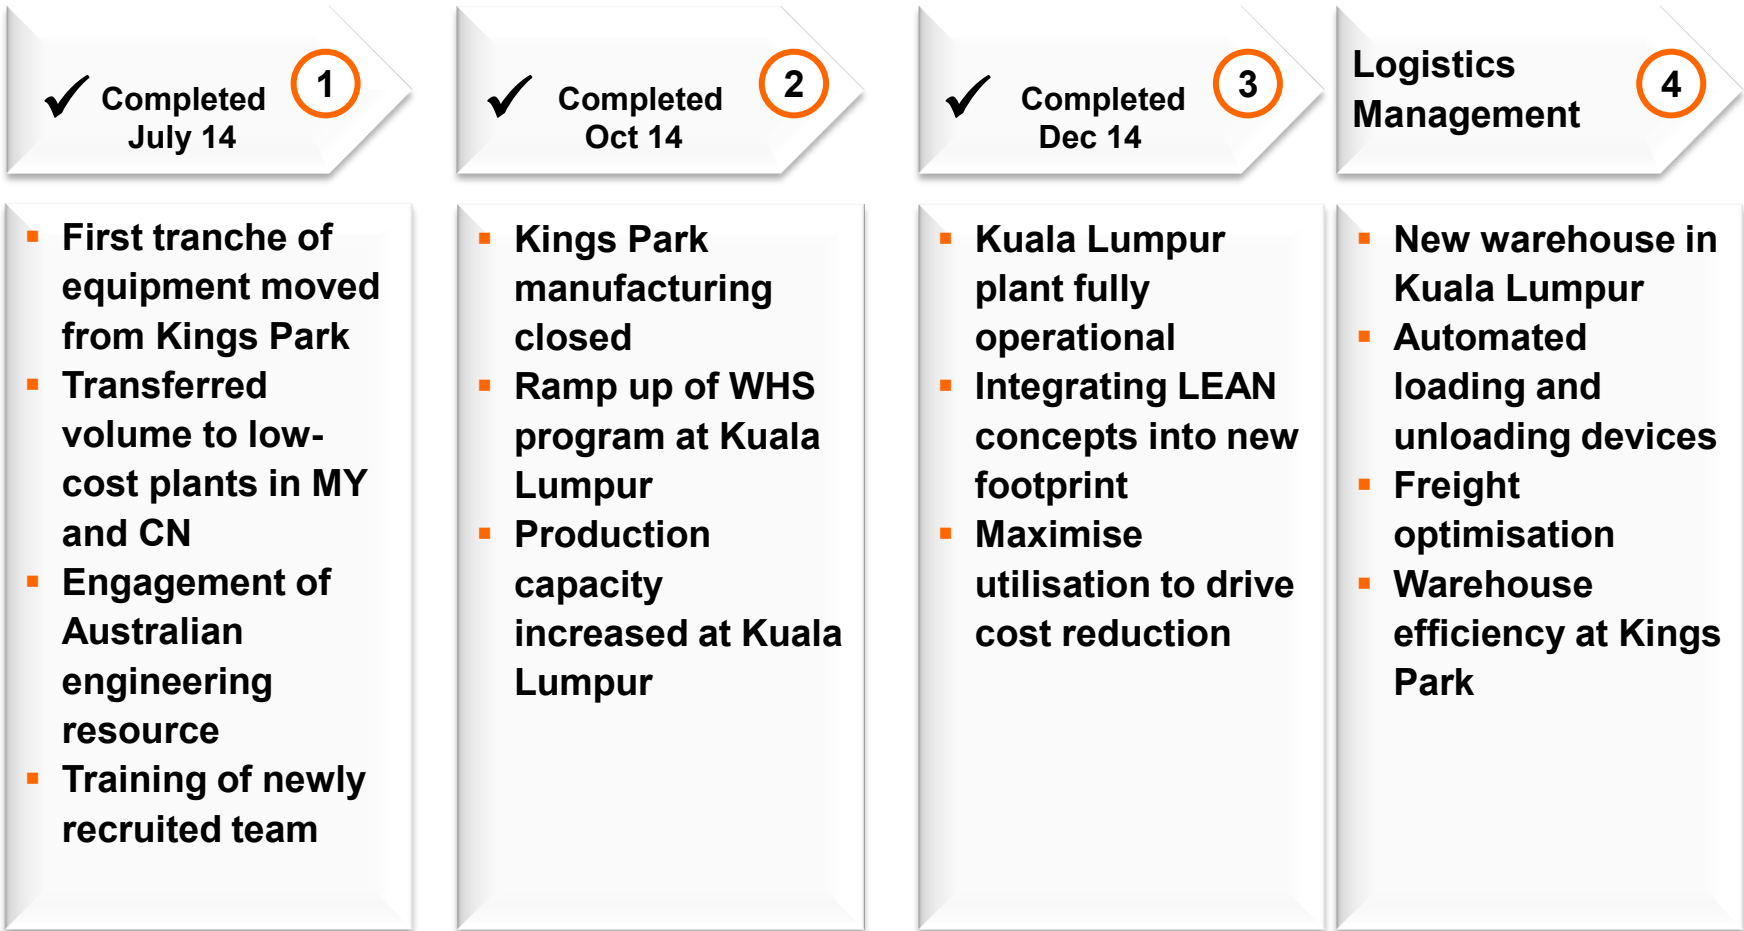 ✓ Completed
July 14
1
▪ First tranche of
equipment moved
from Kings Park
▪ Transferred
volume to low-
cost plants in MY
and CN
▪ Engagement of
Australian
engineering
resource
▪ Training of newly
recruited team
✓ Completed
Oct 14
2
▪ Kings Park
manufacturing
closed
▪ Ramp up of WHS
program at Kuala
Lumpur
▪ Production
capacity
increased at Kuala
Lumpur
✓ Completed
Dec 14
3
▪ Kuala Lumpur
plant fully
operational
▪ Integrating LEAN
concepts into new
footprint
▪ Maximise
utilisation to drive
cost reduction
Logistics
Management
4
▪ New warehouse in
Kuala Lumpur
▪ Automated
loading and
unloading devices
▪ Freight
optimisation
▪ Warehouse
efficiency at Kings
Park